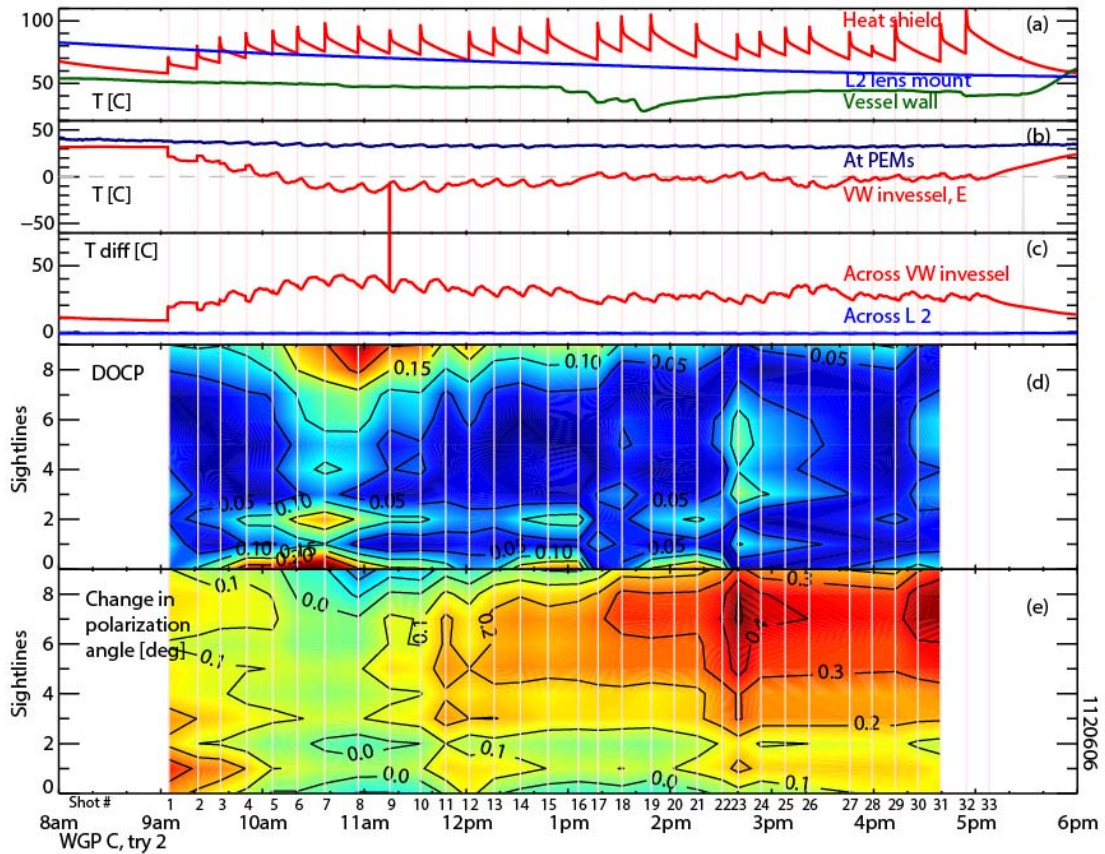 100
50
T [C]
Heat shield
(a)
L2 lens mount
Vessel wall
50
0
−50
T [C]
(b)
At PEMs
VW invessel, E
T diff [C]
(c)
50
0
Across VW invessel
Across L 2
DOCP
(d)
8
6
4
2
0
Sightlines
0.15
0.10
0.05
0.05
0.10
0.05
0.05
0.10
0.05
0.10
0.05
Change in
polarization
angle [deg]
(e)
8
6
4
2
0
Sightlines
0.1
0.0
0.1
0.2
0.3
0.4
0.1
0.3
0.2
0.0
0.1
0.0
0.0
0.1
1120606
Shot #
1 2 3 4 5 6 7 8 9 10 11 12 13 14 15 16 17 18 19 20 21 22 23 24 25 26 27 28 29 30 31 32 33
8am 9am 10am 11am 12pm 1pm 2pm 3pm 4pm 5pm 6pm
WGP C, try 2